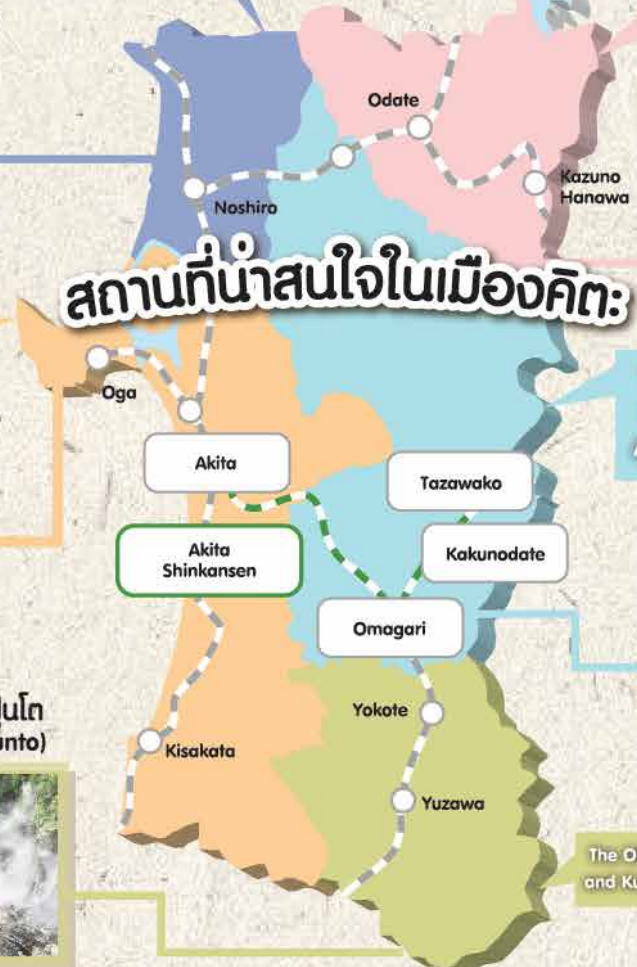 Odate
Kazuno
Hanawa
Noshiro
สถานที่น่าสนใจในเมืองคิตะ
Oga
Akita
Tazawako
Akita
Shinkansen
Kakunodate
Omagari
Yokote
Kisakata
Yuzawa
The
and